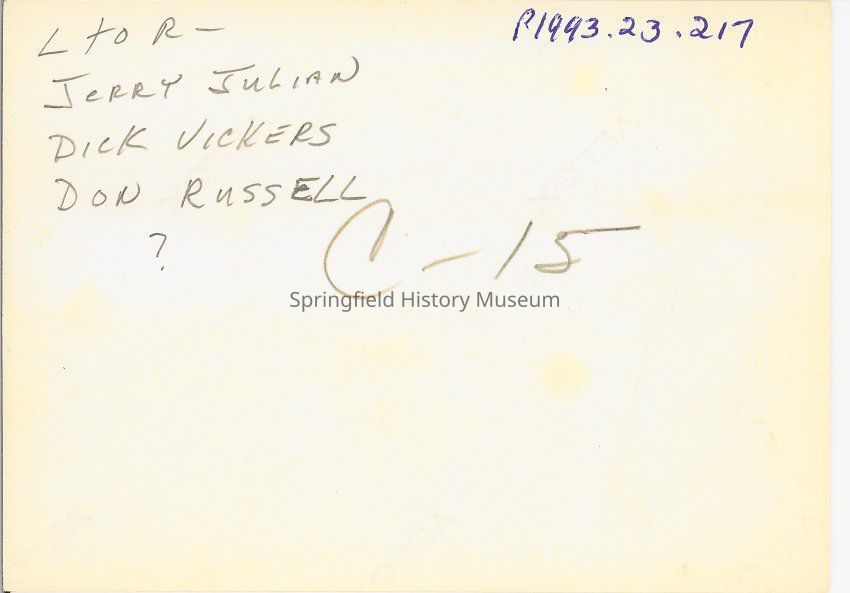 L to R - P1993.23.217
JERRY JULIAN
DICK VICKERS
DON RUSSELL
?
C-15
Springfield History Museum